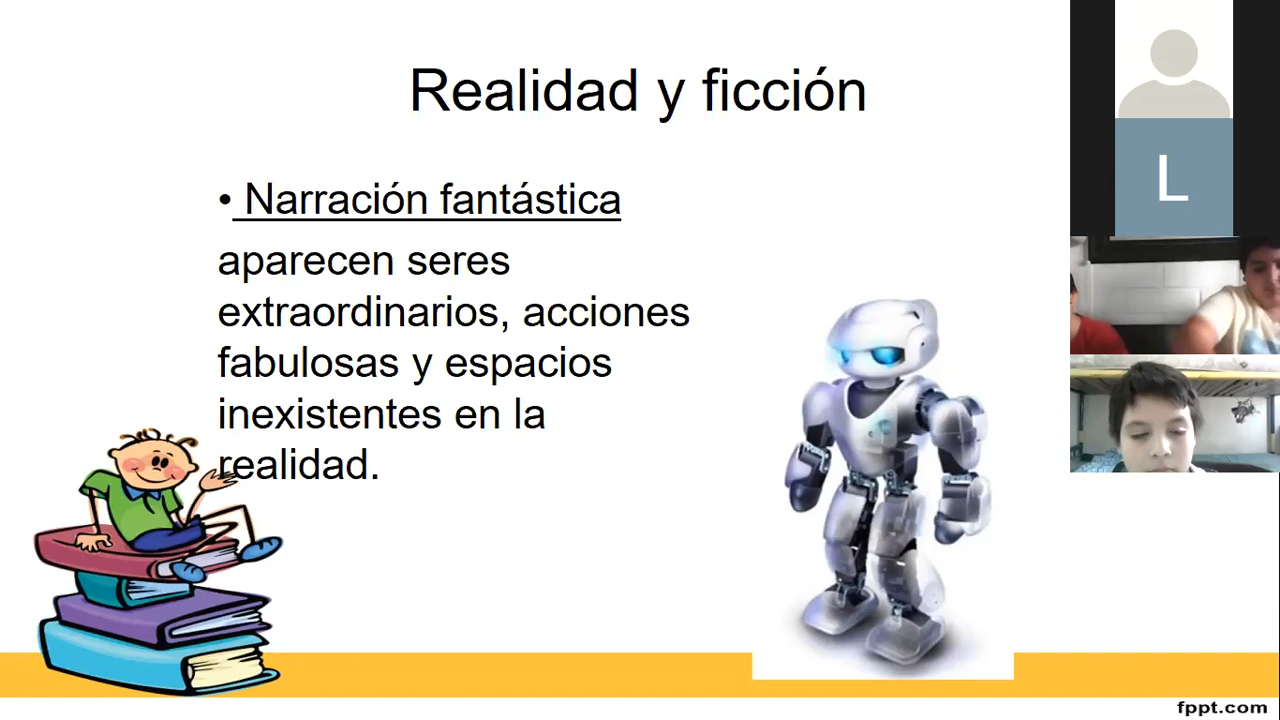 Realidad y ficción
• Narración fantástica
aparecen seres
extraordinarios, acciones
fabulosas y espacios
inexistentes en la
realidad.
L
fppt.com